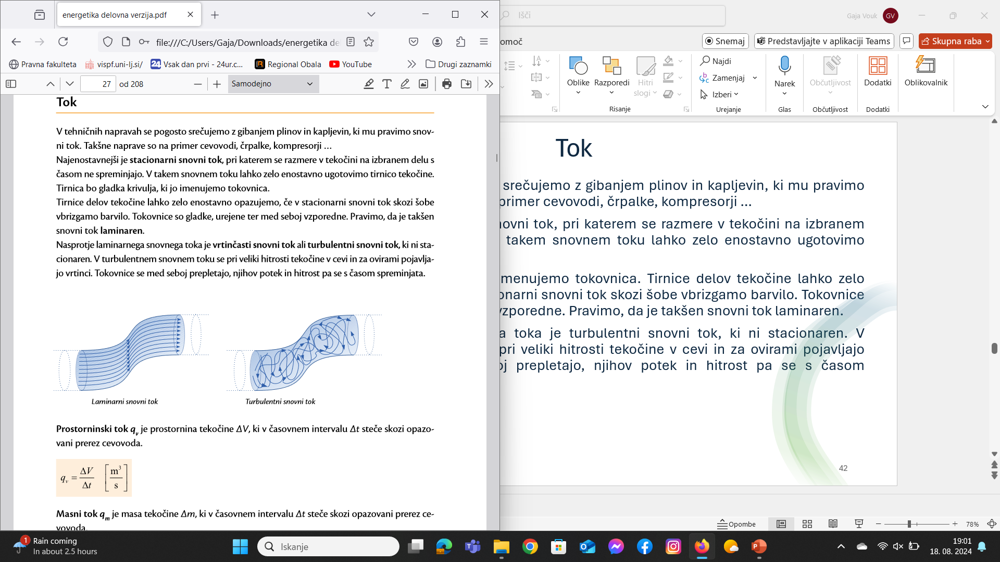 energetika delovna verzija.pdf
file:///C:/Users/Gaja/Downloads/energetika de
Pravna fakulteta
vispf.uni-lj.si/
24
Vsak dan prvi - 24ur.c...
Regional Obala
YouTube
Drugi zaznamki
27
od 208
Samodejno
Tok
V tehničnih napravah se pogosto srečujemo z gibanjem plinov in kapljevin, ki mu pravimo snov-
ni tok. Takšne naprave so na primer cevovodi, črpalke, kompresorji ...
Najenostavnejši je stacionarni snovni tok, pri katerem se razmere v tekočini na izbranem delu s
časom ne spreminjajo. V takem snovnem toku lahko zelo enostavno ugotovimo tirnico tekočine.
Tirnica bo gladka krivulja, ki jo imenujemo tokovnica.
Tirnice delov tekočine lahko zelo enostavno opazujemo, če v stacionarni snovni tok skozi šobe
vbrizgamo barvilo. Tokovnice so gladke, urejene ter med seboj vzporedne. Pravimo, da je takšen
snovni tok laminaren.
Nasprotje laminarnega snovnega toka je vrtinčasti snovni tok ali turbulentni snovni tok, ki ni sta-
cionaren. V turbulentnem snovnem toku se pri veliki hitrosti tekočine v cevi in za ovirami pojavlja-
jo vrtinci. Tokovnice se med seboj prepletajo, njihov potek in hitrost pa se s časom spreminjata.
Laminarni snovni tok
Turbulentni snovni tok
Prostorninski tok qv je prostornina tekočine ΔV, ki v časovnem intervalu Δt steče skozi opazo-
vani prerez cevovoda.
qv = ΔV/Δt [m³/s]
Masni tok qm je masa tekočine Δm, ki v časovnem intervalu Δt steče skozi opazovani prerez ce-
vovoda.
Išči
Gaja Vouk
GV
omoč
Snemaj
Predstavljajte v aplikaciji Teams
Skupna raba
Oblike
Razporedi
Hitri
slogi
Risanje
Najdi
Zamenjaj
Izberi
Urejanje
Narek
Glas
Občutljivost
Občutljivost
Dodatki
Dodatki
Oblikovalnik
Tok
srečujemo z gibanjem plinov in kapljevin, ki mu pravimo
primer cevovodi, črpalke, kompresorji ...
novni tok, pri katerem se razmere v tekočini na izbranem
takem snovnem toku lahko zelo enostavno ugotovimo
imenujemo tokovnica. Tirnice delov tekočine lahko zelo
onarni snovni tok skozi šobe vbrizgamo barvilo. Tokovnice
vzporedne. Pravimo, da je takšen snovni tok laminaren.
a toka je turbulentni snovni tok, ki ni stacionaren. V
pri veliki hitrosti tekočine v cevi in za ovirami pojavljajo
oj prepletajo, njihov potek in hitrost pa se s časom
42
Opombe
78%
1
Rain coming
In about 2.5 hours
Iskanje
19:01
18. 08. 2024